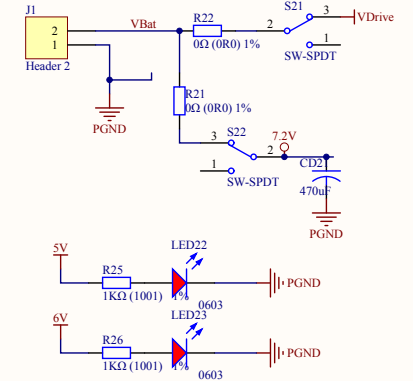 J1
2
1
Header 2
VBat
R22
0Ω (0R0) 1%
S21
2
3
1
SW-SPDT
VDrive
PGND
R21
0Ω (0R0) 1%
S22
3
2
1
SW-SPDT
7.2V
CD21
470uF
PGND
5V
R25
1KΩ (1001) 1%
LED22
0603
PGND
6V
R26
1KΩ (1001) 1%
LED23
0603
PGND